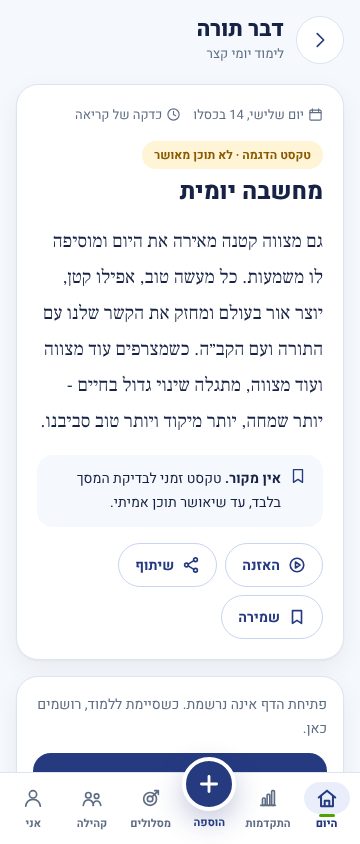 דבר תורה
לימוד יומי קצר
יום שלישי, 14 בכסלו
כדקה של קריאה
טקסט הדגמה · לא תוכן מאושר
מחשבה יומית
גם מצווה קטנה מאירה את היום ומוסיפה
לו משמעות. כל מעשה טוב, אפילו קטן,
יוצר אור בעולם ומחזק את הקשר שלנו עם
התורה ועם הקב״ה. כשמצרפים עוד מצווה
ועוד מצווה, מתגלה שינוי גדול בחיים -
יותר שמחה, יותר מיקוד ויותר טוב סביבנו.
אין מקור. טקסט זמני לבדיקת המסך
בלבד, עד שיאושר תוכן אמיתי.
האזנה
שיתוף
שמירה
פתיחת הדף אינה נרשמת. כשסיימת ללמוד, רושמים
כאן.
היום
התקדמות
הוספה
מסלולים
קהילה
אני